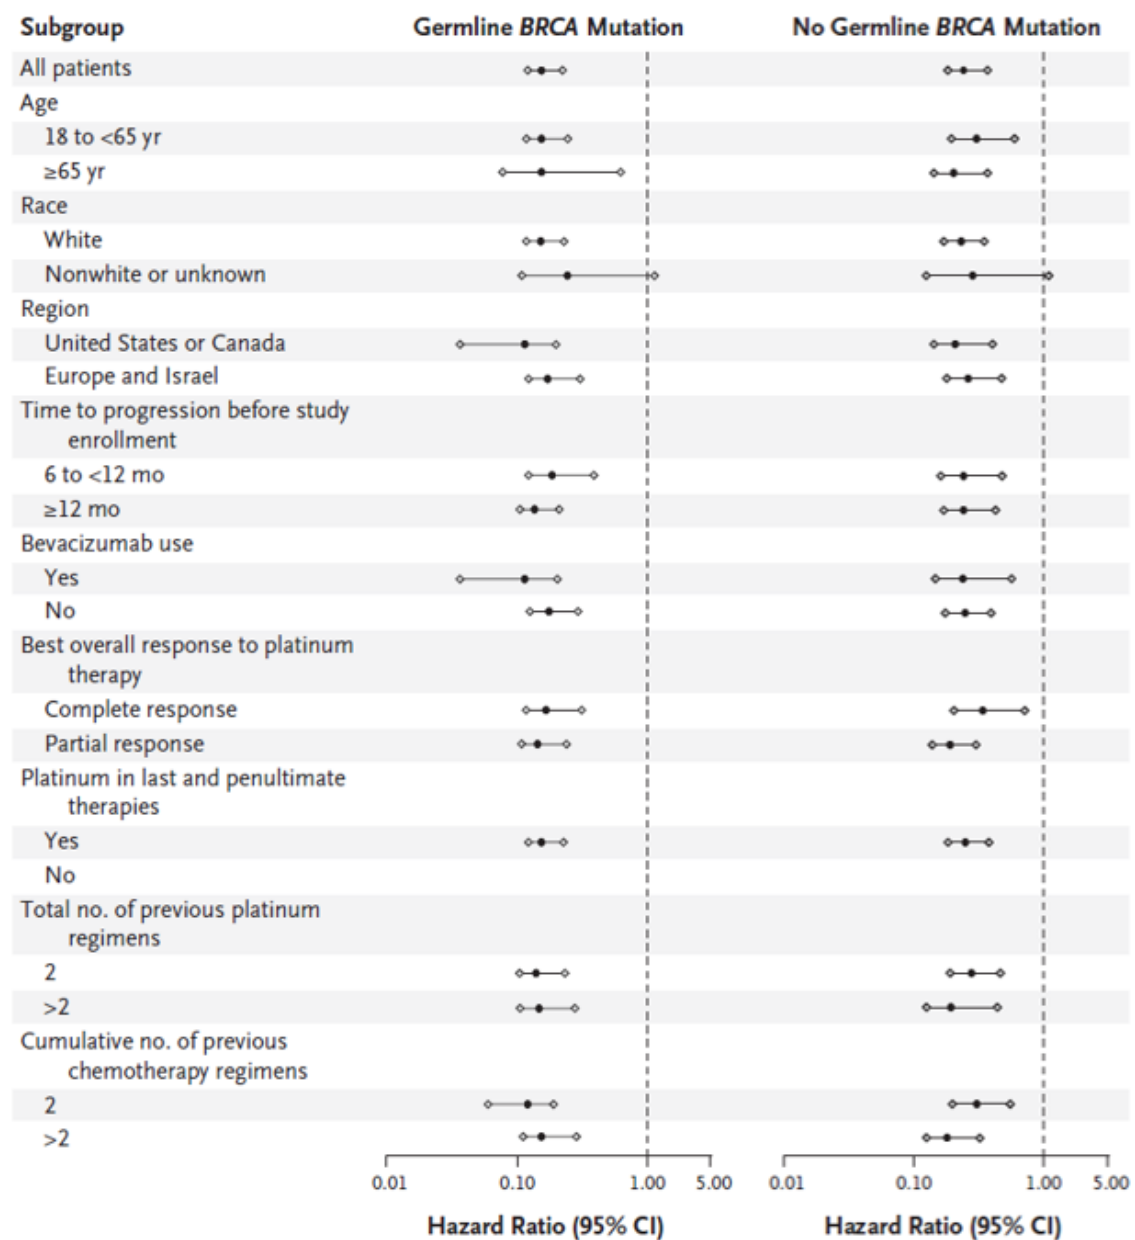 Subgroup Germline BRCA Mutation No Germline BRCA Mutation
All patients
Age
18 to <65 yr
≥65 yr
Race
White
Nonwhite or unknown
Region
United States or Canada
Europe and Israel
Time to progression before study
enrollment
6 to <12 mo
≥12 mo
Bevacizumab use
Yes
No
Best overall response to platinum
therapy
Complete response
Partial response
Platinum in last and penultimate
therapies
Yes
No
Total no. of previous platinum
regimens
2
>2
Cumulative no. of previous
chemotherapy regimens
2
>2
0.01 0.10 1.00 5.00 0.01 0.10 1.00 5.00
Hazard Ratio (95% CI) Hazard Ratio (95% CI)